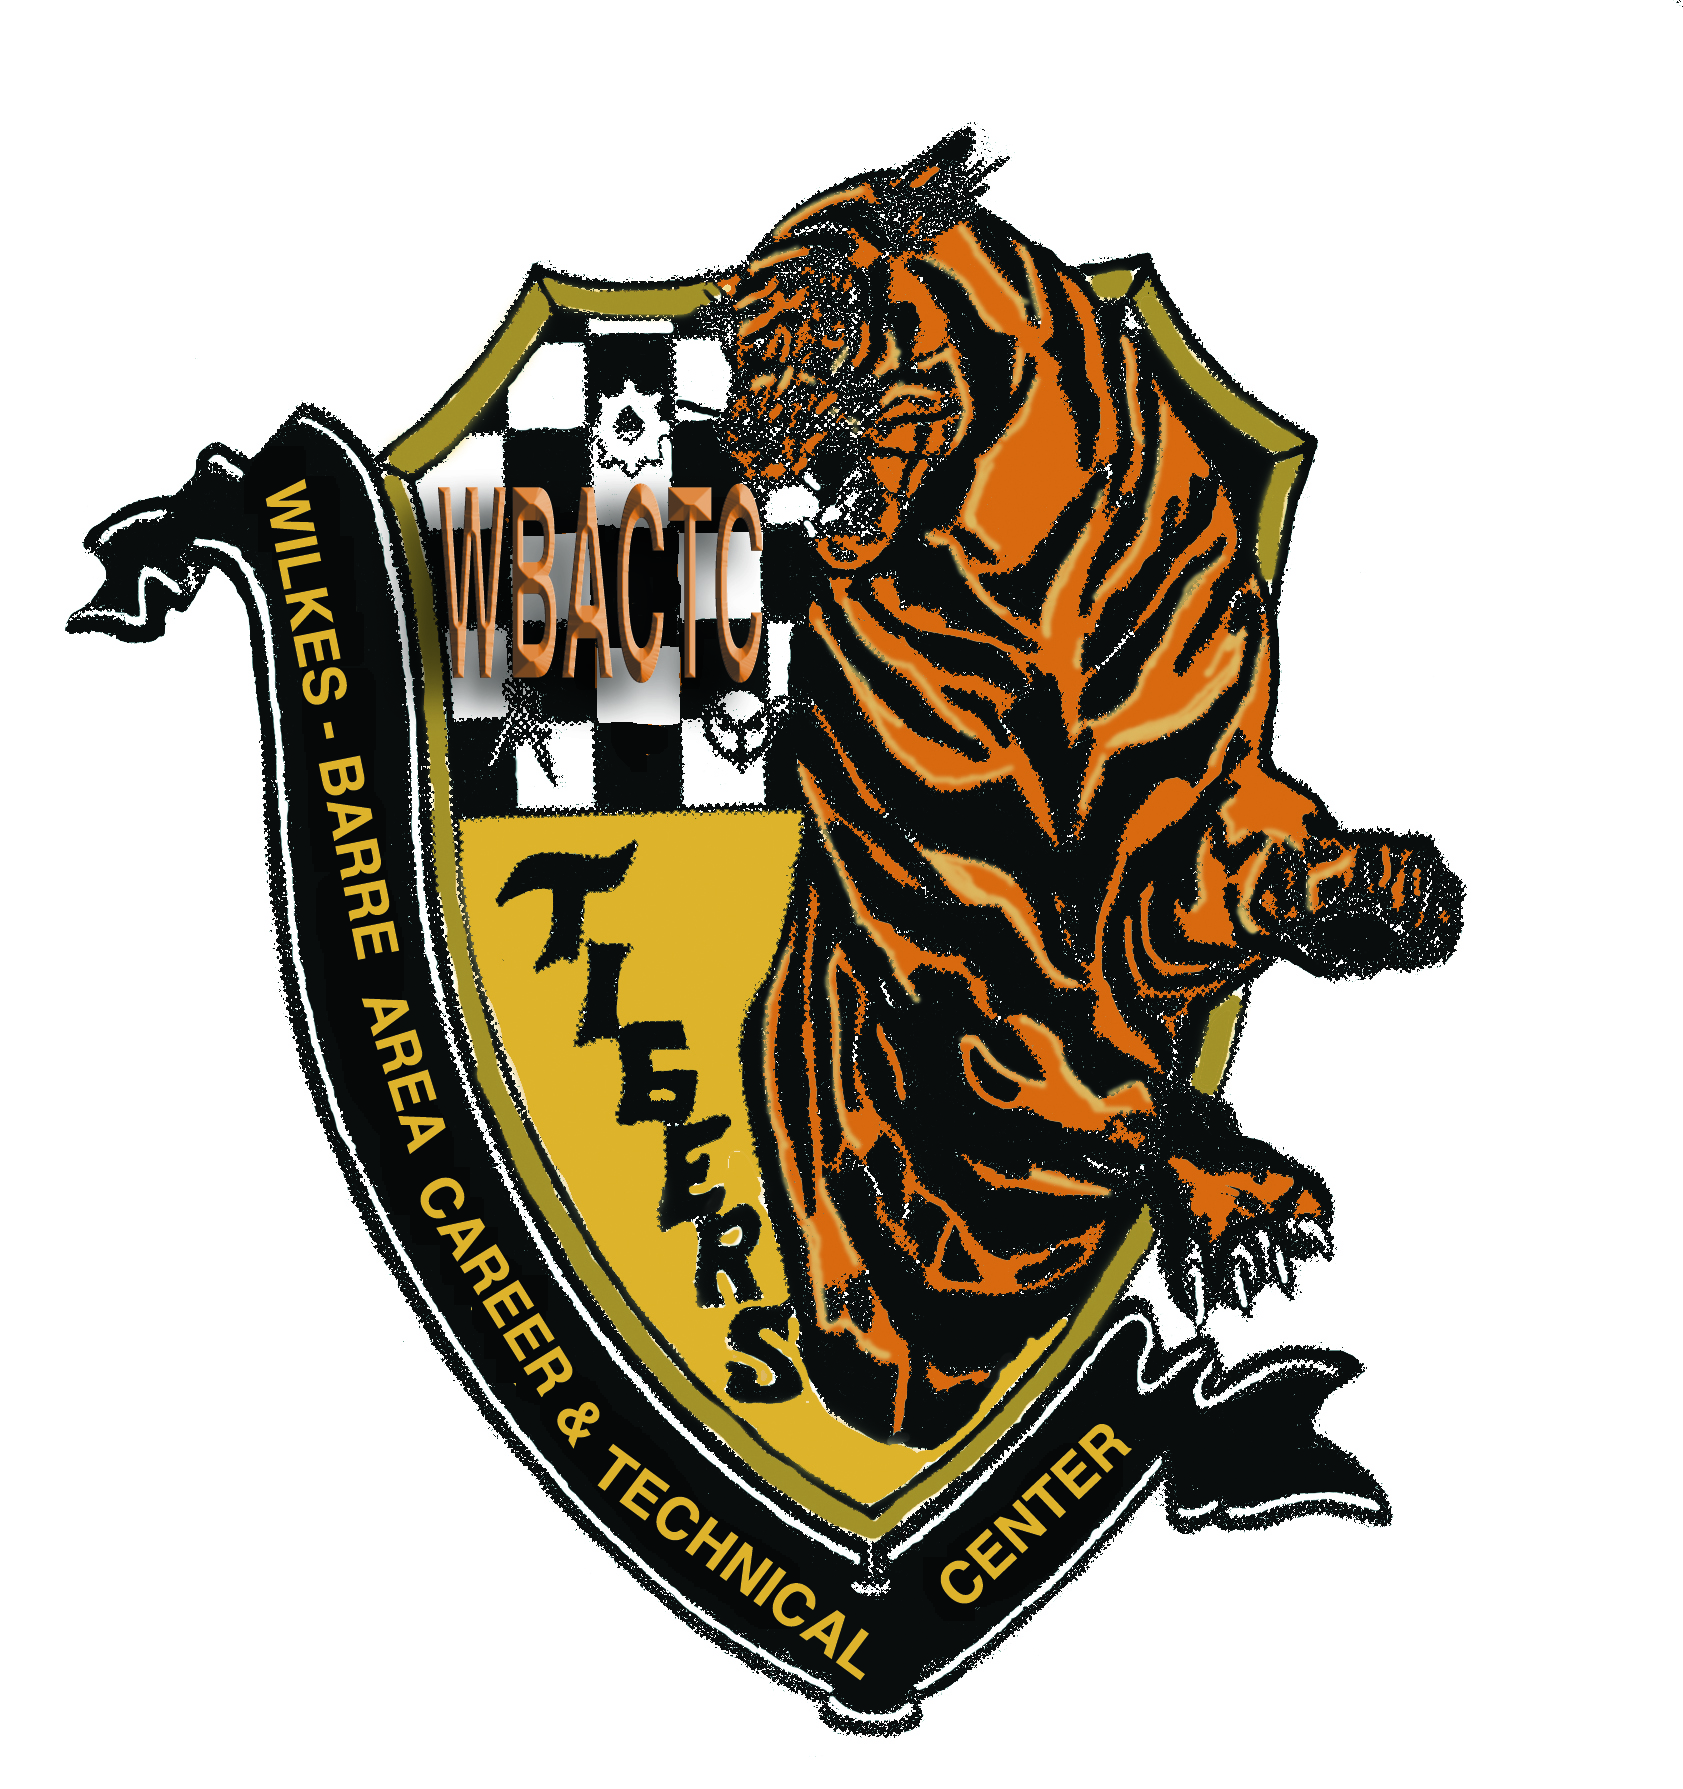 WBACTC
TIGERS
WILKES - BARRE AREA CAREER & TECHNICAL CENTER